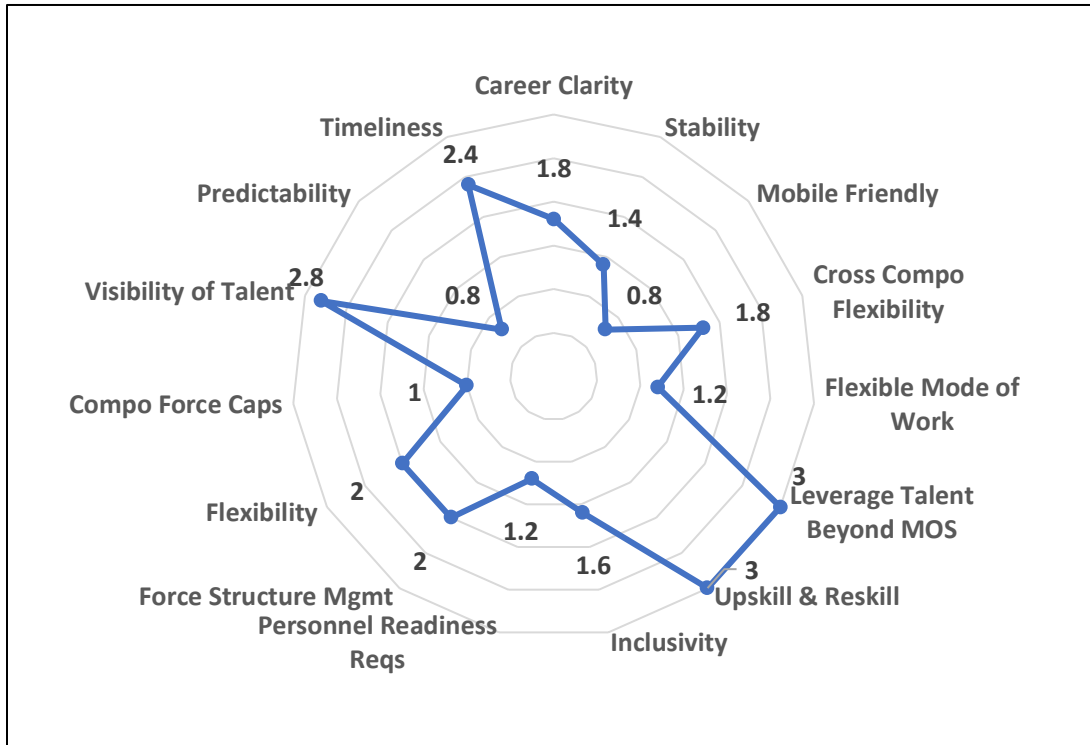 Career Clarity
Timeliness
Stability
2.4
1.8
Predictability
Mobile Friendly
1.4
Visibility of Talent
2.8
0.8
0.8
1.8
Cross Compo
Flexibility
Compo Force Caps
1
1.2
Flexible Mode of
Work
Flexibility
2
3
Leverage Talent
Beyond MOS
2
1.2
1.6
3
Force Structure Mgmt
Upskill & Reskill
Personnel Readiness
Reqs
Inclusivity